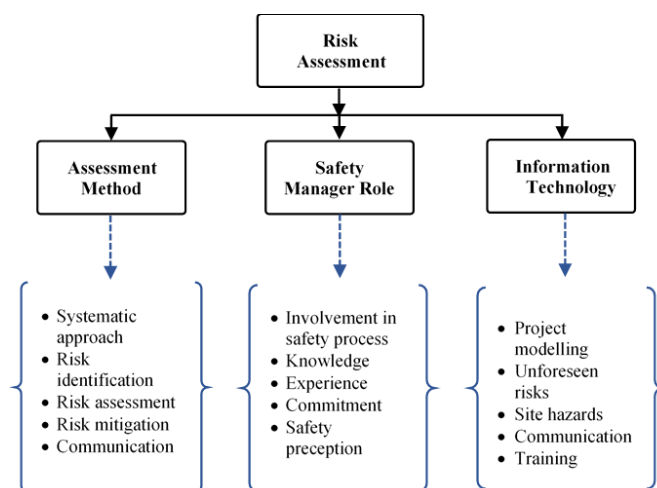 Risk
Assessment
Assessment
Method
Safety
Manager Role
Information
Technology
• Systematic
approach
• Risk
identification
• Risk assessment
• Risk mitigation
• Communication
• Involvement in
safety process
• Knowledge
• Experience
• Commitment
• Safety
preception
• Project
modelling
• Unforeseen
risks
• Site hazards
• Communication
• Training